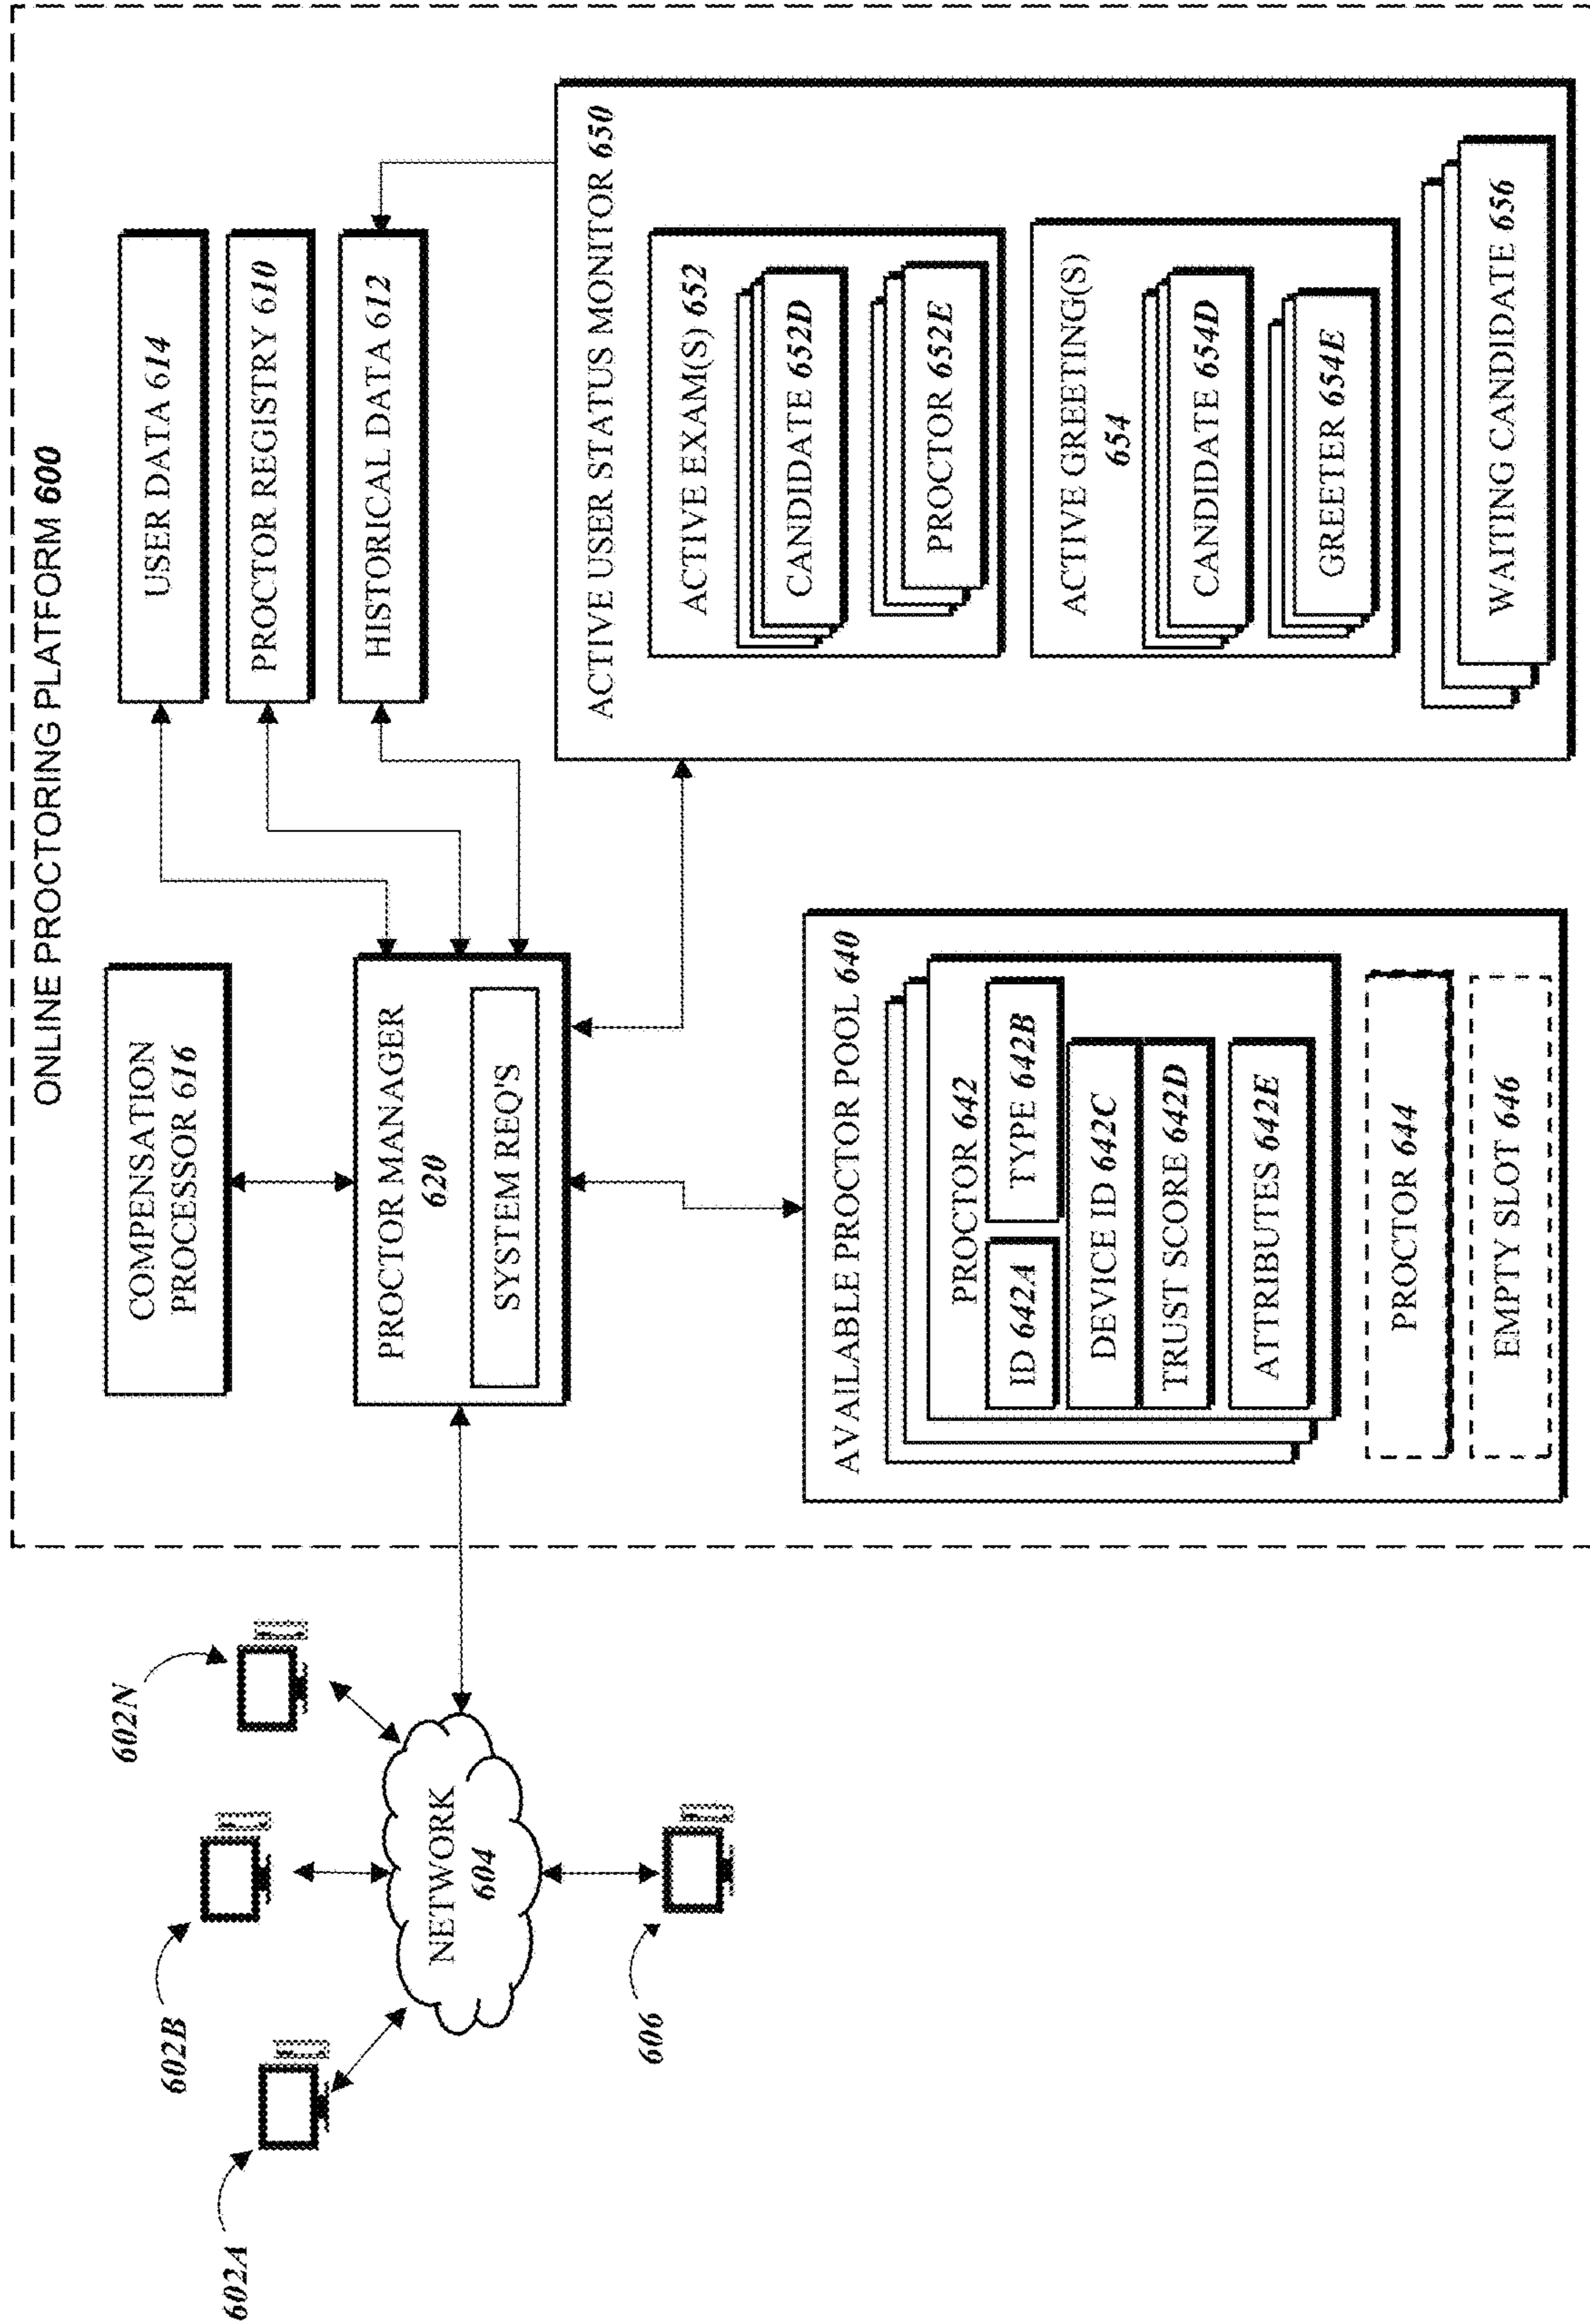 ONLINE PROCTORING PLATFORM 600
602A
602B
602N
NETWORK
604
606
COMPENSATION
PROCESSOR 616
PROCTOR MANAGER
620
SYSTEM REQ'S
USER DATA 614
PROCTOR REGISTRY 610
HISTORICAL DATA 612
AVAILABLE PROCTOR POOL 640
PROCTOR 642
ID 642A
TYPE 642B
DEVICE ID 642C
TRUST SCORE 642D
ATTRIBUTES 642E
PROCTOR 644
EMPTY SLOT 646
ACTIVE USER STATUS MONITOR 650
ACTIVE EXAM(S) 652
CANDIDATE 652D
PROCTOR 652E
ACTIVE GREETING(S)
654
CANDIDATE 654D
GREETER 654E
WAITING CANDIDATE 656